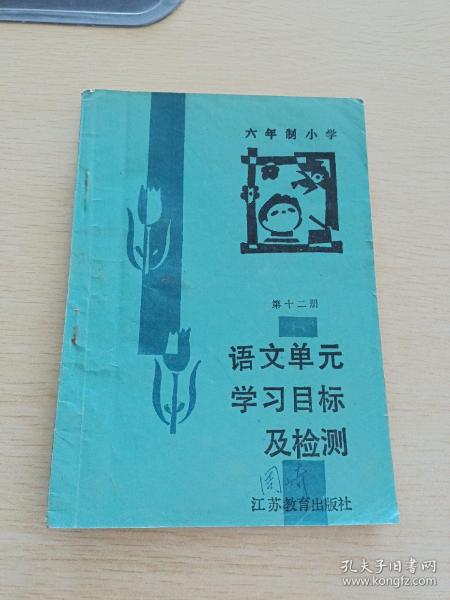 六年制小学
第十二册
语文单元
学习目标
及检测
江苏教育出版社
孔夫子旧书网
www.kongfz.com